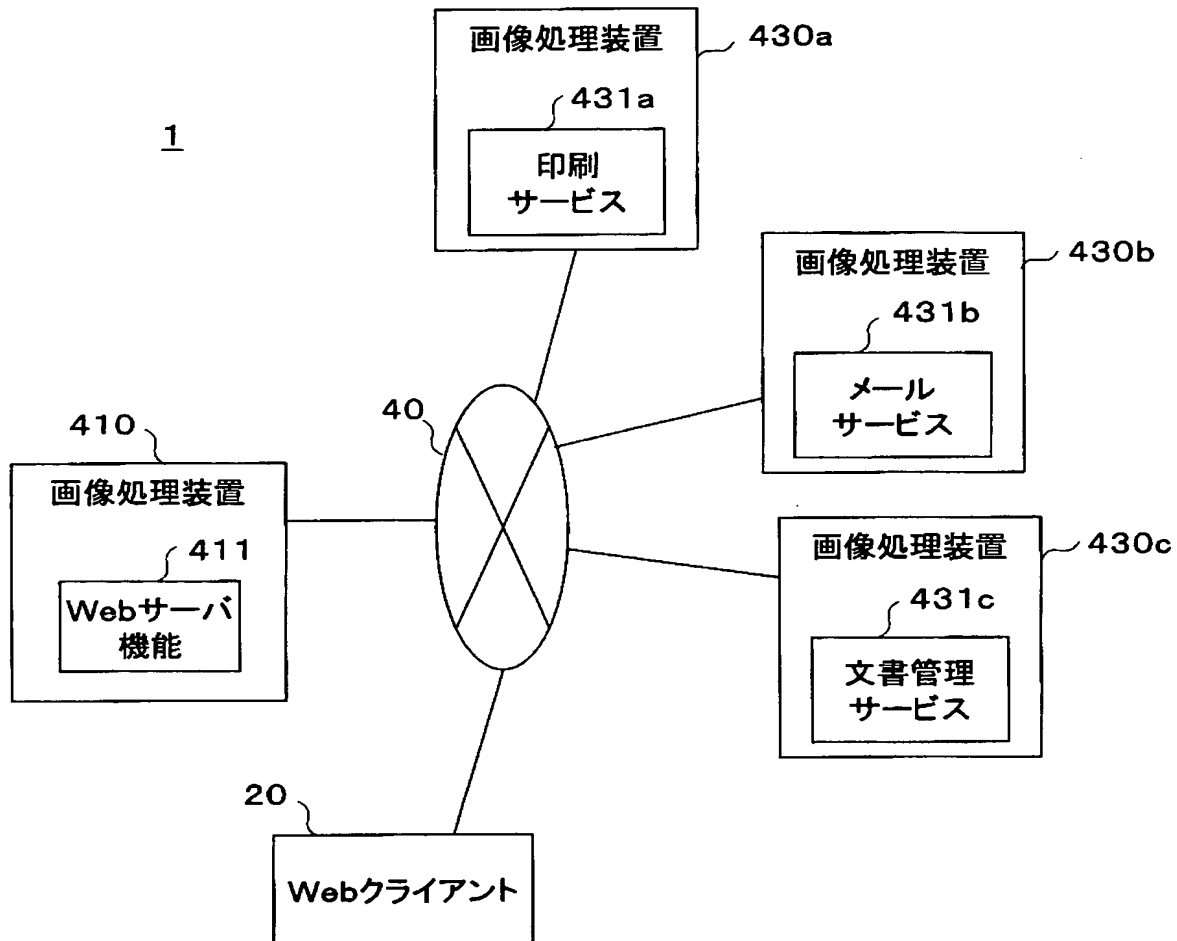 画像処理装置
430a
431a
印刷
サービス
1
画像処理装置
430b
431b
メール
サービス
410
画像処理装置
411
Webサーバ
機能
40
画像処理装置
430c
431c
文書管理
サービス
20
Webクライアント